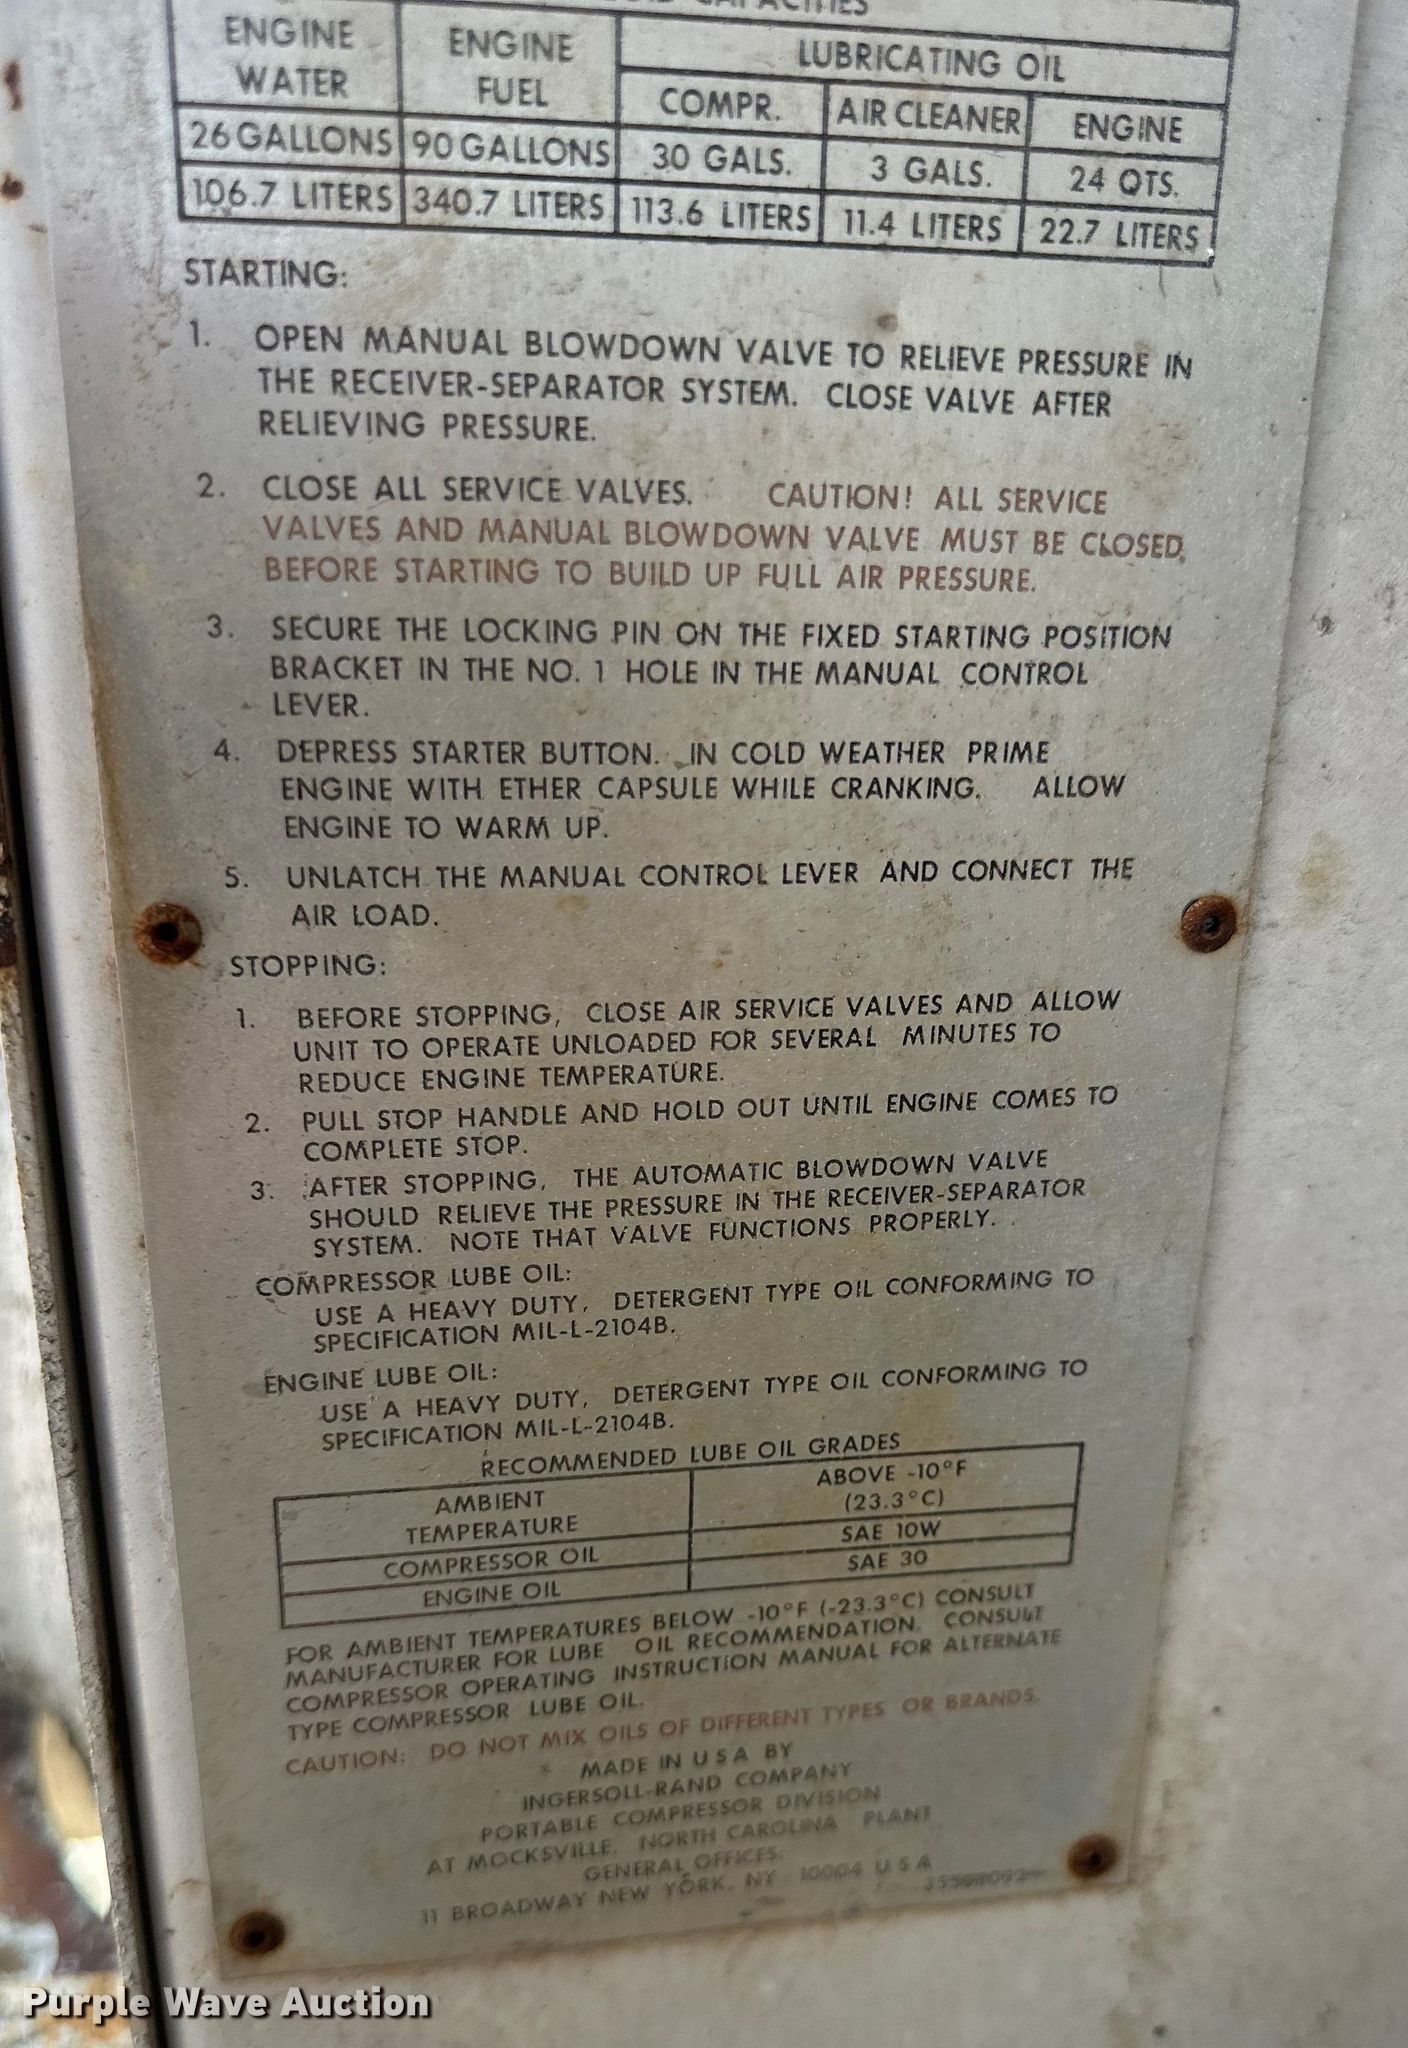 CAPACITIES
ENGINE WATER ENGINE FUEL LUBRICATING OIL
COMPR. AIR CLEANER ENGINE
26 GALLONS 90 GALLONS 30 GALS. 3 GALS. 24 QTS.
106.7 LITERS 340.7 LITERS 113.6 LITERS 11.4 LITERS 22.7 LITERS
STARTING:
1. OPEN MANUAL BLOWDOWN VALVE TO RELIEVE PRESSURE IN
THE RECEIVER-SEPARATOR SYSTEM. CLOSE VALVE AFTER
RELIEVING PRESSURE.
2. CLOSE ALL SERVICE VALVES. CAUTION! ALL SERVICE
VALVES AND MANUAL BLOWDOWN VALVE MUST BE CLOSED
BEFORE STARTING TO BUILD UP FULL AIR PRESSURE.
3. SECURE THE LOCKING PIN ON THE FIXED STARTING POSITION
BRACKET IN THE NO. 1 HOLE IN THE MANUAL CONTROL
LEVER.
4. DEPRESS STARTER BUTTON. IN COLD WEATHER PRIME
ENGINE WITH ETHER CAPSULE WHILE CRANKING. ALLOW
ENGINE TO WARM UP.
5. UNLATCH THE MANUAL CONTROL LEVER AND CONNECT THE
AIR LOAD.
STOPPING:
1. BEFORE STOPPING, CLOSE AIR SERVICE VALVES AND ALLOW
UNIT TO OPERATE UNLOADED FOR SEVERAL MINUTES TO
REDUCE ENGINE TEMPERATURE.
2. PULL STOP HANDLE AND HOLD OUT UNTIL ENGINE COMES TO
COMPLETE STOP.
3. AFTER STOPPING, THE AUTOMATIC BLOWDOWN VALVE
SHOULD RELIEVE THE PRESSURE IN THE RECEIVER-SEPARATOR
SYSTEM. NOTE THAT VALVE FUNCTIONS PROPERLY.
COMPRESSOR LUBE OIL:
USE A HEAVY DUTY, DETERGENT TYPE OIL CONFORMING TO
SPECIFICATION MIL-L-2104B.
ENGINE LUBE OIL:
USE A HEAVY DUTY, DETERGENT TYPE OIL CONFORMING TO
SPECIFICATION MIL-L-2104B.
RECOMMENDED LUBE OIL GRADES
AMBIENT TEMPERATURE ABOVE -10°F (23.3°C)
COMPRESSOR OIL SAE 10W
ENGINE OIL SAE 30
FOR AMBIENT TEMPERATURES BELOW -10°F (-23.3°C) CONSULT
MANUFACTURER FOR LUBE OIL RECOMMENDATION. CONSULT
COMPRESSOR OPERATING INSTRUCTION MANUAL FOR ALTERNATE
TYPE COMPRESSOR LUBE OIL.
CAUTION: DO NOT MIX OILS OF DIFFERENT TYPES OR BRANDS.
MADE IN U S A BY
INGERSOLL-RAND COMPANY
PORTABLE COMPRESSOR DIVISION
AT MOCKSVILLE, NORTH CAROLINA PLANT
GENERAL OFFICES:
11 BROADWAY NEW YORK, NY 10004 U S A
Purple Wave Auction